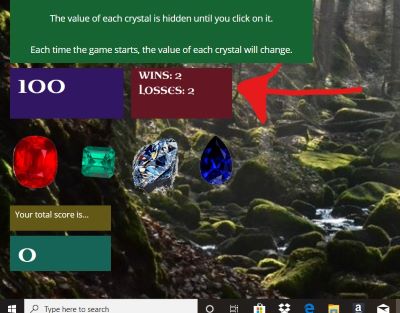 The value of each crystal is hidden until you click on it.
Each time the game starts, the value of each crystal will change.
100
WINS: 2
LOSSES: 2
Your total score is...
0
Type here to search